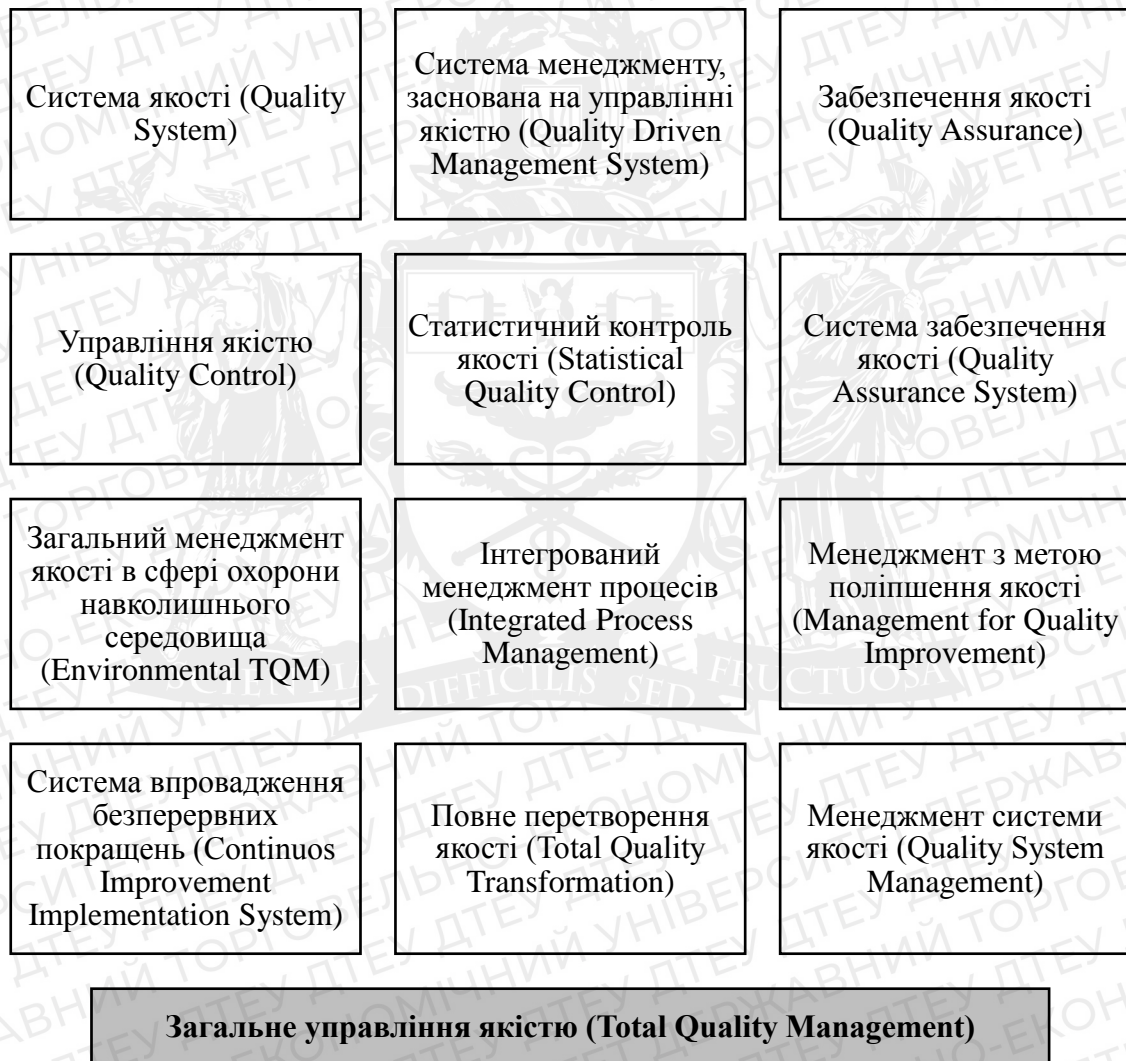 Система якості (Quality
System)
Система менеджменту,
заснована на управлінні
якістю (Quality Driven
Management System)
Забезпечення якості
(Quality Assurance)
Управління якістю
(Quality Control)
Статистичний контроль
якості (Statistical
Quality Control)
Система забезпечення
якості (Quality
Assurance System)
Загальний менеджмент
якості в сфері охорони
навколишнього
середовища
(Environmental TQM)
Інтегрований
менеджмент процесів
(Integrated Process
Management)
Менеджмент з метою
поліпшення якості
(Management for Quality
Improvement)
Система впровадження
безперервних
покращень (Continuos
Improvement
Implementation System)
Повне перетворення
якості (Total Quality
Transformation)
Менеджмент системи
якості (Quality System
Management)
Загальне управління якістю (Total Quality Management)